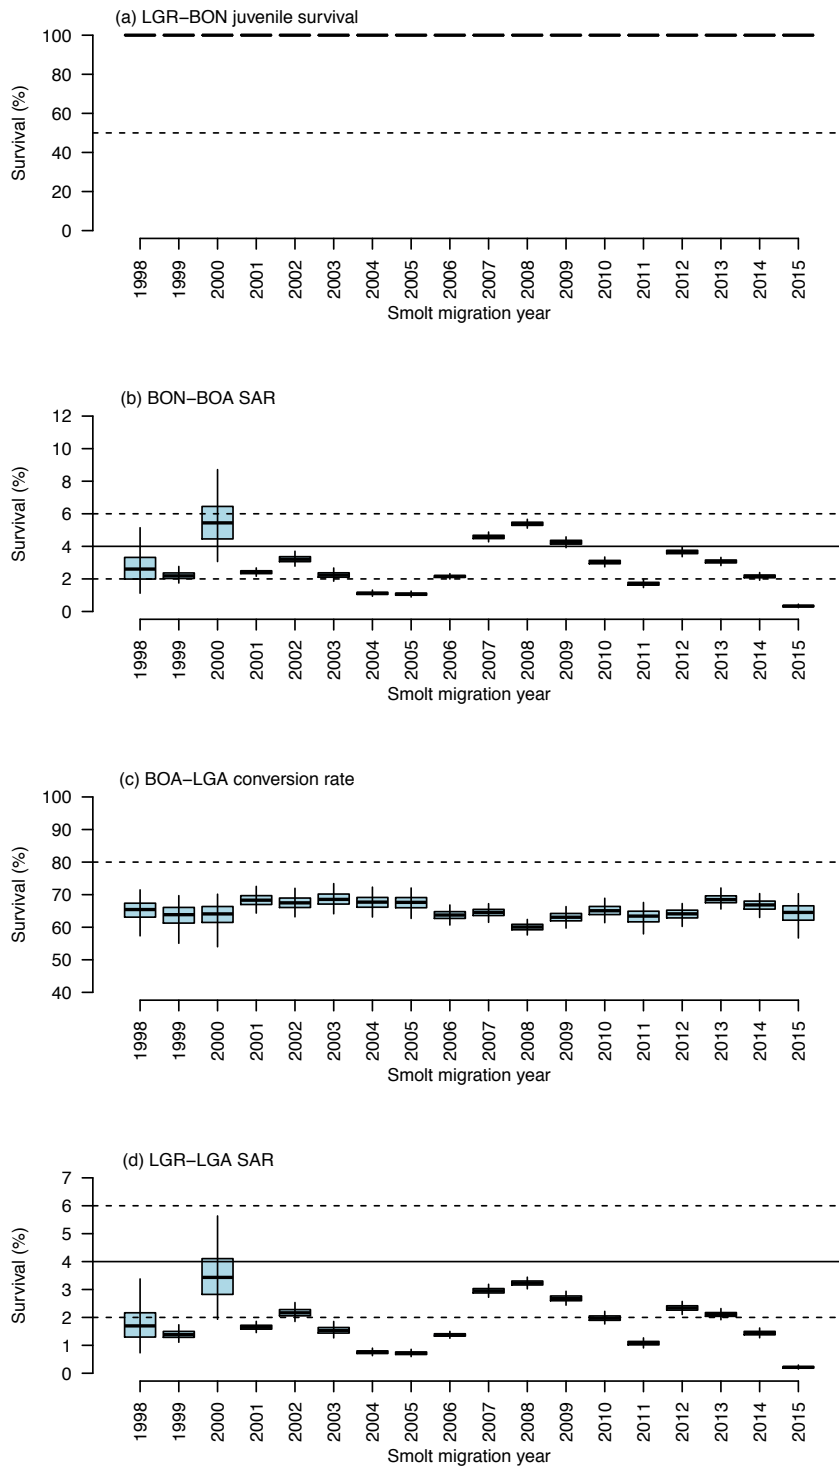 (a) LGR−BON juvenile survival
Survival (%)
100
80
60
40
20
0
1998 1999 2000 2001 2002 2003 2004 2005 2006 2007 2008 2009 2010 2011 2012 2013 2014 2015
Smolt migration year
(b) BON−BOA SAR
Survival (%)
12
10
8
6
4
2
0
1998 1999 2000 2001 2002 2003 2004 2005 2006 2007 2008 2009 2010 2011 2012 2013 2014 2015
Smolt migration year
(c) BOA−LGA conversion rate
Survival (%)
100
90
80
70
60
50
40
1998 1999 2000 2001 2002 2003 2004 2005 2006 2007 2008 2009 2010 2011 2012 2013 2014 2015
Smolt migration year
(d) LGR−LGA SAR
Survival (%)
7
6
5
4
3
2
1
0
1998 1999 2000 2001 2002 2003 2004 2005 2006 2007 2008 2009 2010 2011 2012 2013 2014 2015
Smolt migration year